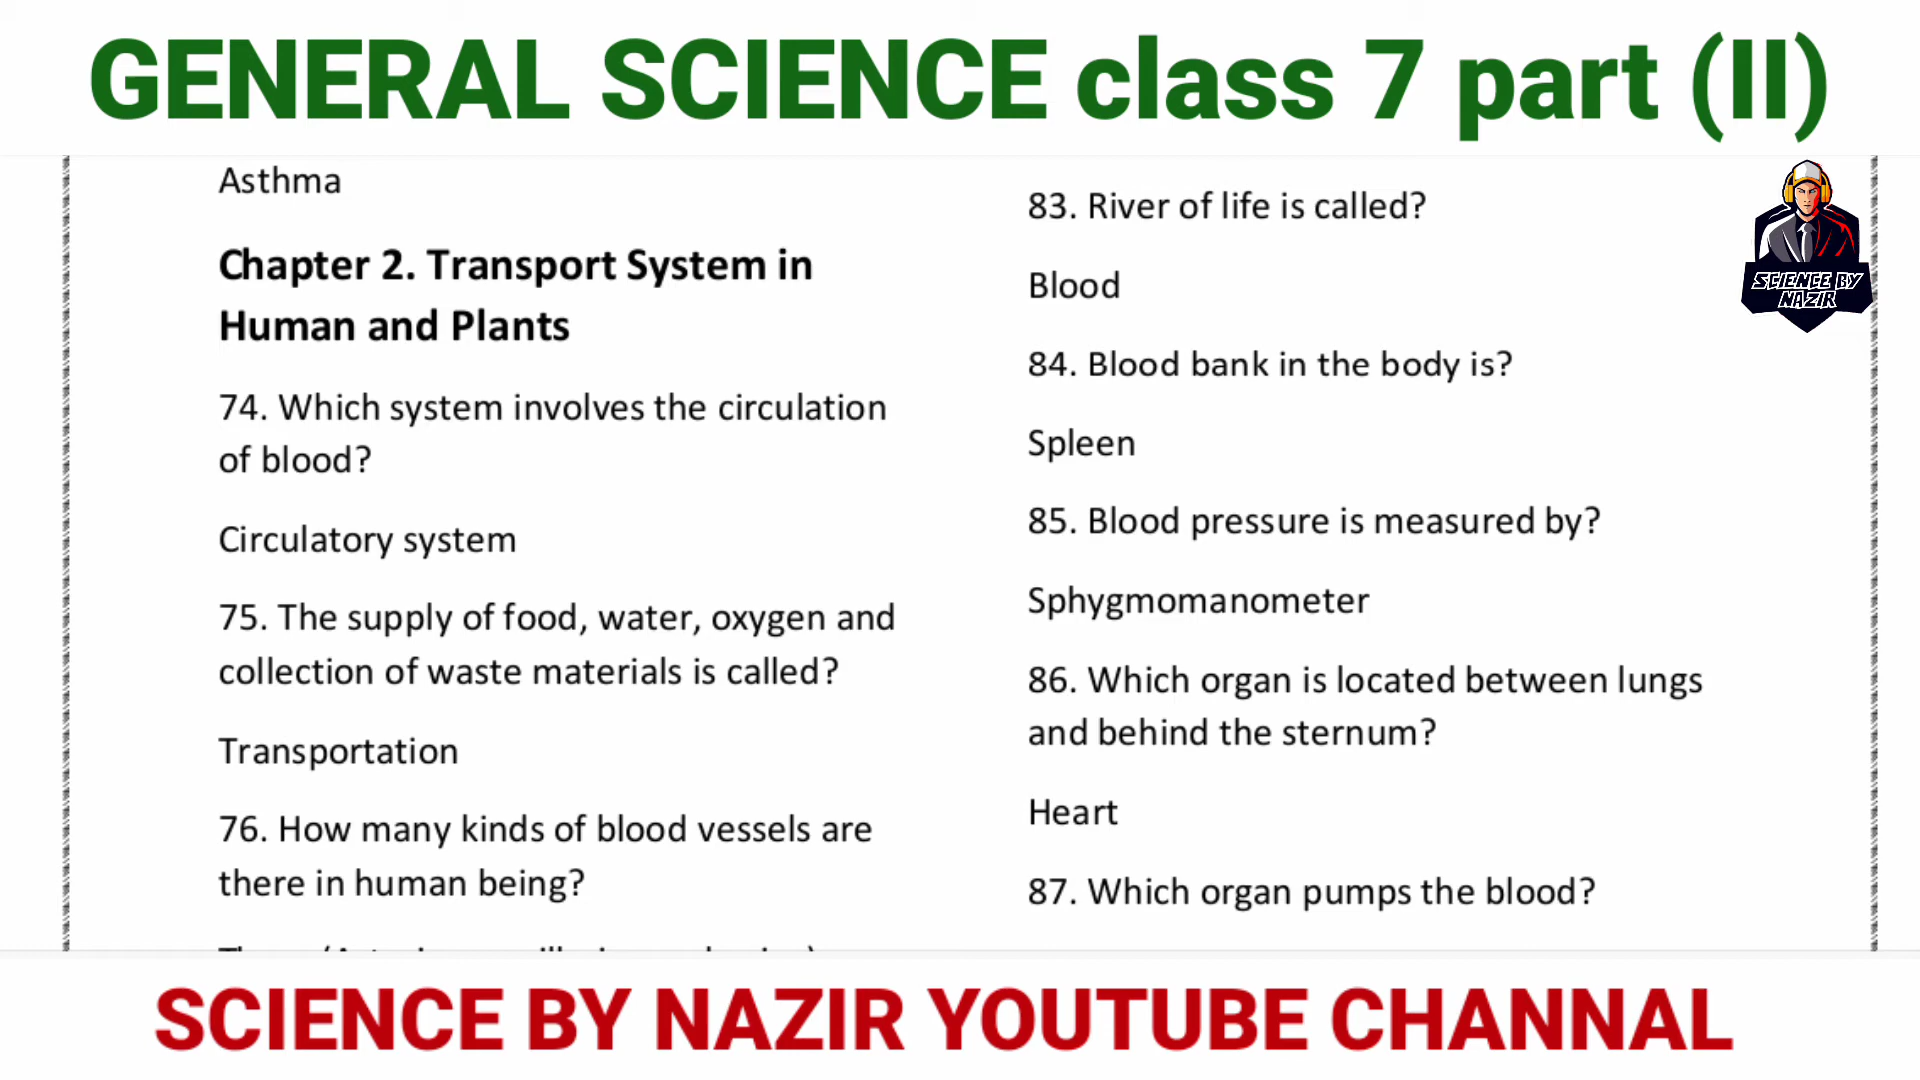 GENERAL SCIENCE class 7 part (II)
Asthma
Chapter 2. Transport System in
Human and Plants
74. Which system involves the circulation
of blood?
Circulatory system
75. The supply of food, water, oxygen and
collection of waste materials is called?
Transportation
76. How many kinds of blood vessels are
there in human being?
83. River of life is called?
Blood
84. Blood bank in the body is?
Spleen
85. Blood pressure is measured by?
Sphygmomanometer
86. Which organ is located between lungs
and behind the sternum?
Heart
87. Which organ pumps the blood?
SCIENCE BY
NAZIR
SCIENCE BY NAZIR YOUTUBE CHANNAL